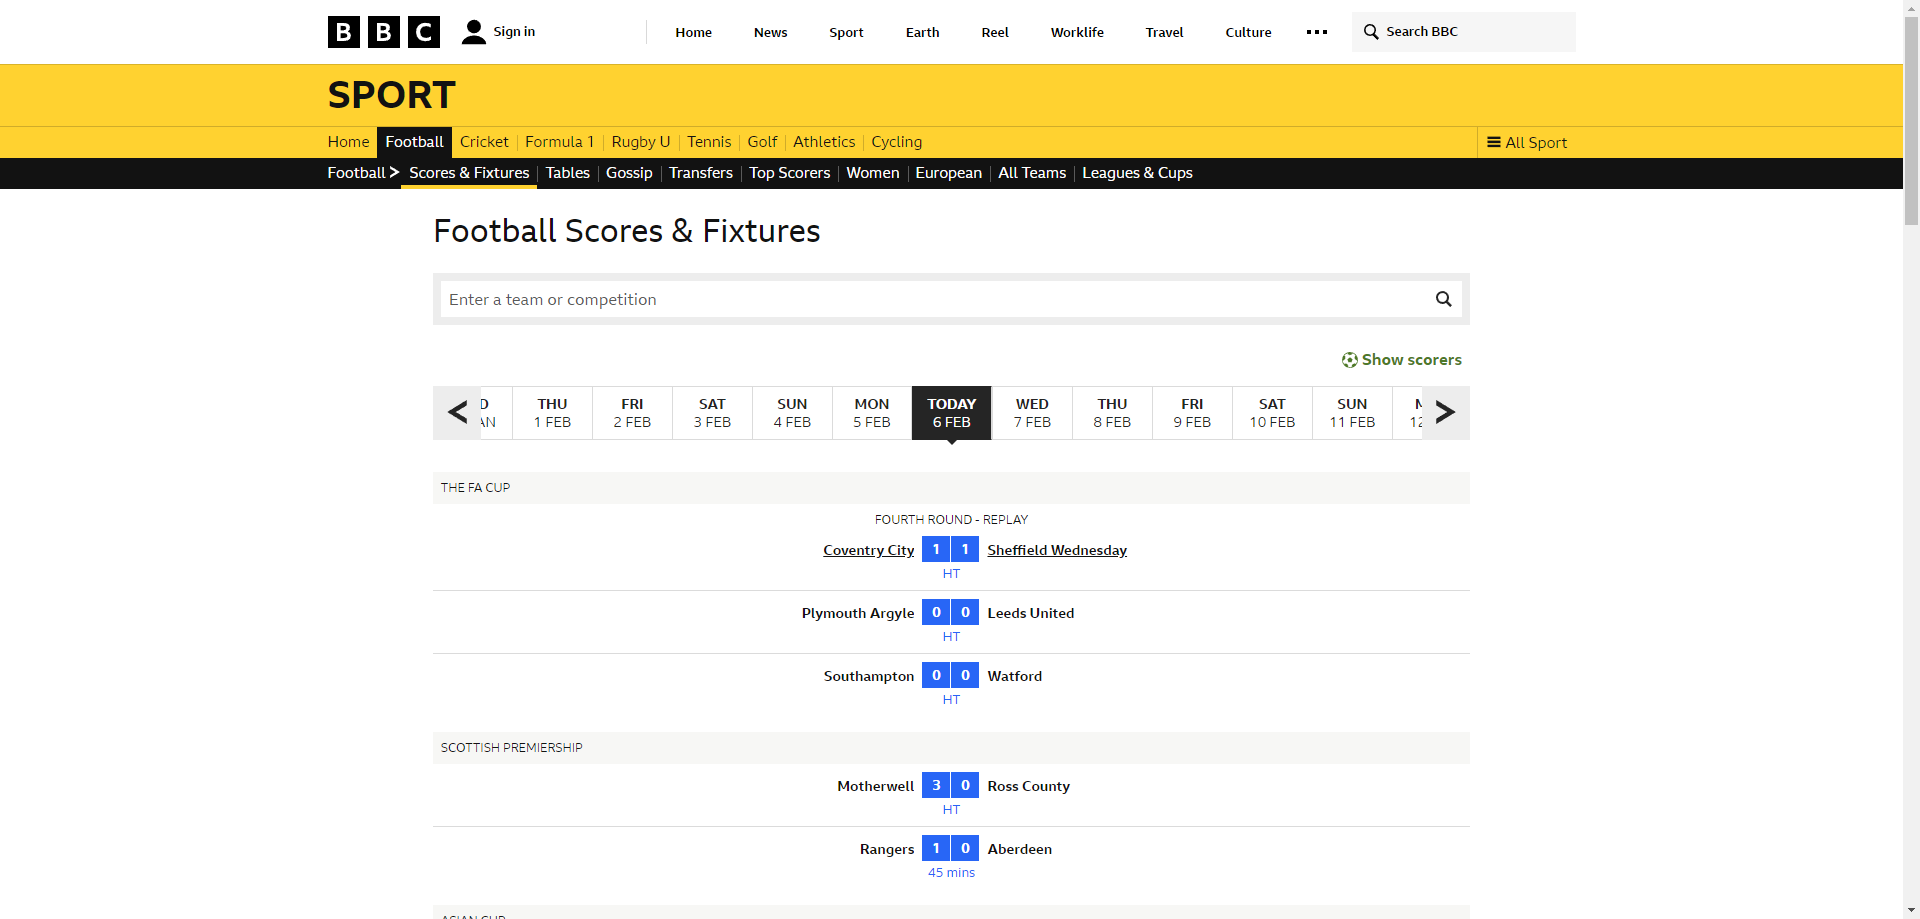 BBC Sign in Home News Sport Earth Reel Worklife Travel Culture Search BBC
SPORT
Home Football Cricket Formula 1 Rugby U Tennis Golf Athletics Cycling All Sport
Football Scores & Fixtures Tables Gossip Transfers Top Scorers Women European All Teams Leagues & Cups
Football Scores & Fixtures
Enter a team or competition
Show scorers
THU FRI SAT SUN MON TODAY WED THU FRI SAT SUN
1 FEB 2 FEB 3 FEB 4 FEB 5 FEB 6 FEB 7 FEB 8 FEB 9 FEB 10 FEB 11 FEB
THE FA CUP
FOURTH ROUND - REPLAY
Coventry City 1 1 Sheffield Wednesday
HT
Plymouth Argyle 0 0 Leeds United
HT
Southampton 0 0 Watford
HT
SCOTTISH PREMIERSHIP
Motherwell 3 0 Ross County
HT
Rangers 1 0 Aberdeen
45 mins
ASIAN CUP